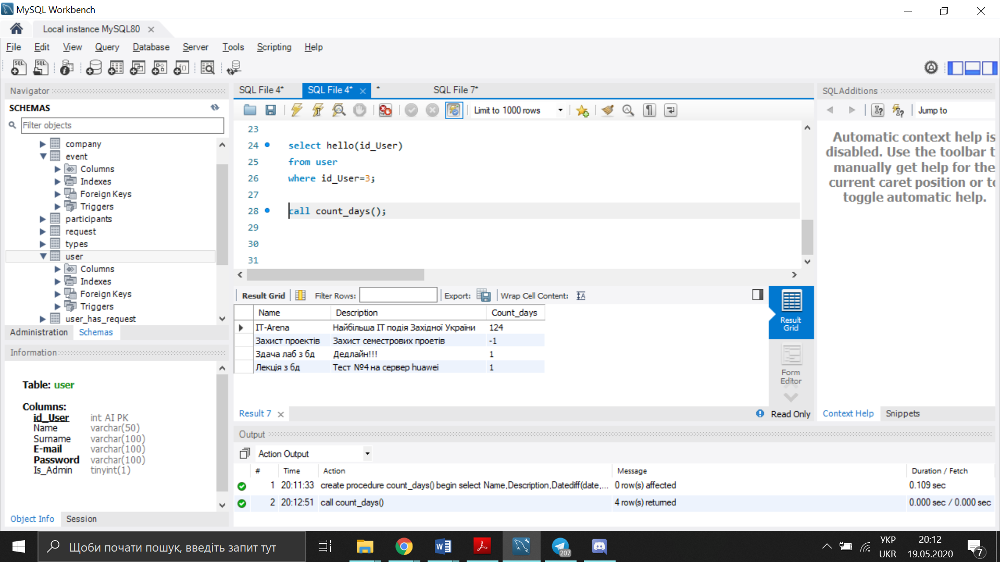 MySQL Workbench
Local instance MySQL80
File Edit View Query Database Server Tools Scripting Help
Navigator
SCHEMAS
Filter objects
company
event
Columns
Indexes
Foreign Keys
Triggers
participants
request
types
user
Columns
Indexes
Foreign Keys
Triggers
user_has_request
Administration Schemas
Information
Table: user
Columns:
id_User int AI PK
Name varchar(50)
Surname varchar(100)
E-mail varchar(100)
Password varchar(100)
Is_Admin tinyint(1)
Object Info Session
SQL File 4* SQL File 4* * SQL File 7*
Limit to 1000 rows
23
24 select hello(id_User)
25 from user
26 where id_User=3;
27
28 call count_days();
29
30
31
Result Grid Filter Rows: Export: Wrap Cell Content:
Name Description Count_days
IT-Arena Найбільша ІТ подія Західної України 124
Захист проектів Захист семестрових проетів -1
Здача лаб з бд Дедлайн!!! 1
Лекція з бд Тест №4 на сервер huawei 1
Result
Grid
Form
Editor
Result 7 Read Only
SQLAdditions
Jump to
Automatic context help is
disabled. Use the toolbar t
manually get help for the
current caret position or to
toggle automatic help.
Context Help Snippets
Output
Action Output
# Time Action Message Duration / Fetch
1 20:11:33 create procedure count_days() begin select Name,Description,Datediff(date,... 0 row(s) affected 0.109 sec
2 20:12:51 call count_days() 4 row(s) returned 0.000 sec / 0.000 sec
Щоби почати пошук, введіть запит тут
207
УКР
UKR
20:12
19.05.2020
7